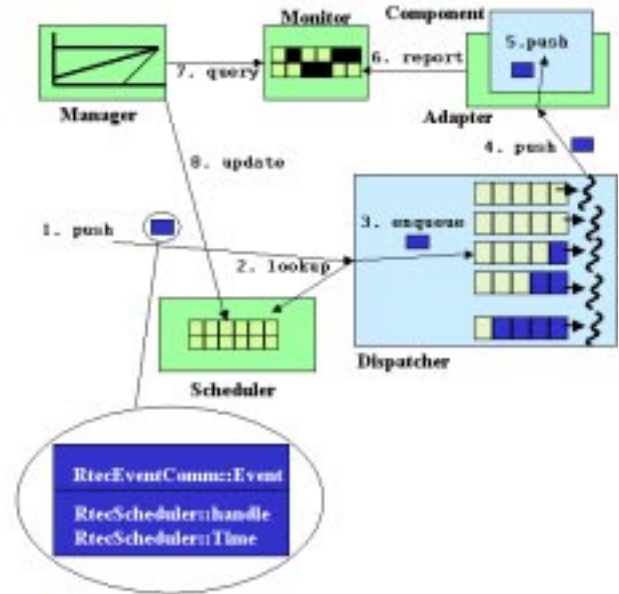 Monitor
Component
5.push
7. query
6. report
Manager
Adapter
4. push
8. update
1. push
3. enqueue
2. lookup
Dispatcher
Scheduler
RtecEventComm::Event
RtecScheduler::handle
RtecScheduler::Time